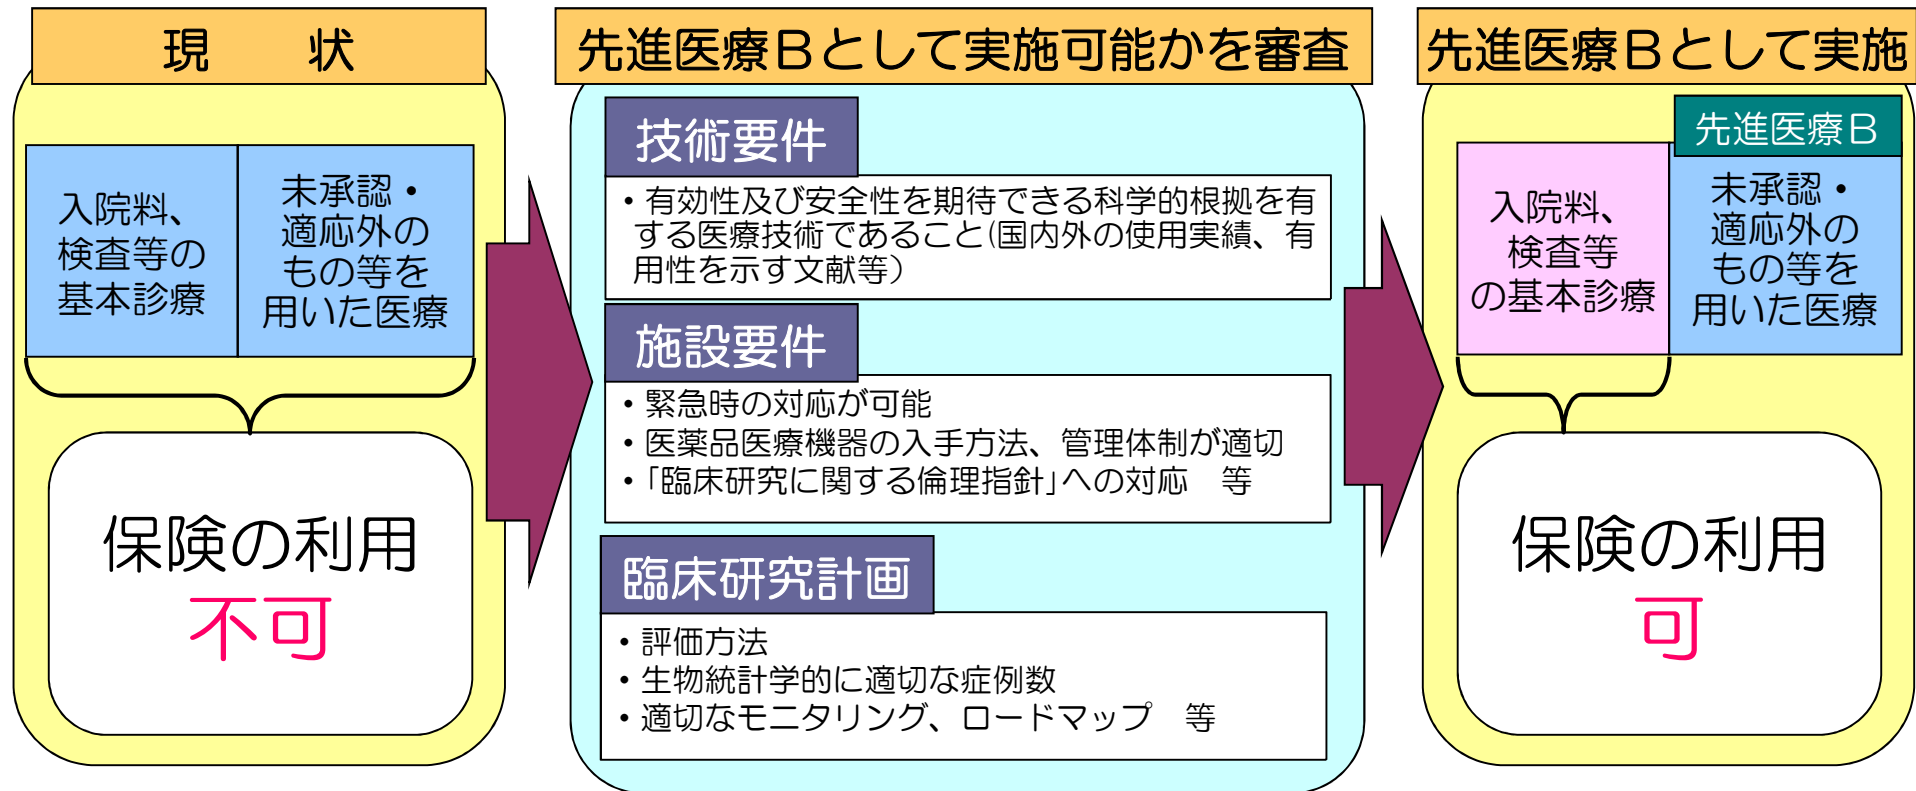 現　状
入院料、
検査等の
基本診療
未承認・
適応外の
もの等を
用いた医療
保険の利用
不可
先進医療Ｂとして実施可能かを審査
技術要件
・有効性及び安全性を期待できる科学的根拠を有
する医療技術であること(国内外の使用実績、有
用性を示す文献等）
施設要件
・緊急時の対応が可能
・医薬品医療機器の入手方法、管理体制が適切
・「臨床研究に関する倫理指針」への対応　等
臨床研究計画
・評価方法
・生物統計学的に適切な症例数
・適切なモニタリング、ロードマップ　等
先進医療Ｂとして実施
先進医療Ｂ
入院料、
検査等
の基本診療
未承認・
適応外の
もの等を
用いた医療
保険の利用
可